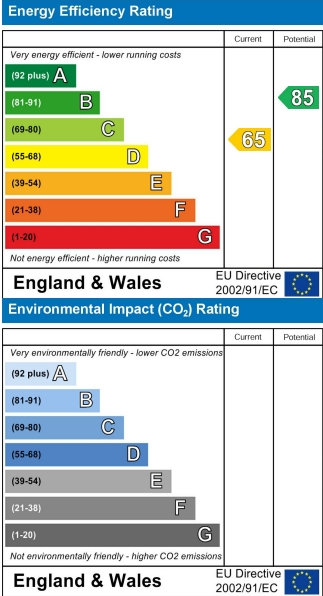 Energy Efficiency Rating
Current Potential
Very energy efficient - lower running costs
(92 plus) A
(81-91) B
(69-80) C
(55-68) D
(39-54) E
(21-38) F
(1-20) G
65
85
Not energy efficient - higher running costs
England & Wales
EU Directive
2002/91/EC
Environmental Impact (CO₂) Rating
Current Potential
Very environmentally friendly - lower CO2 emissions
(92 plus) A
(81-91) B
(69-80) C
(55-68) D
(39-54) E
(21-38) F
(1-20) G
Not environmentally friendly - higher CO2 emissions
England & Wales
EU Directive
2002/91/EC